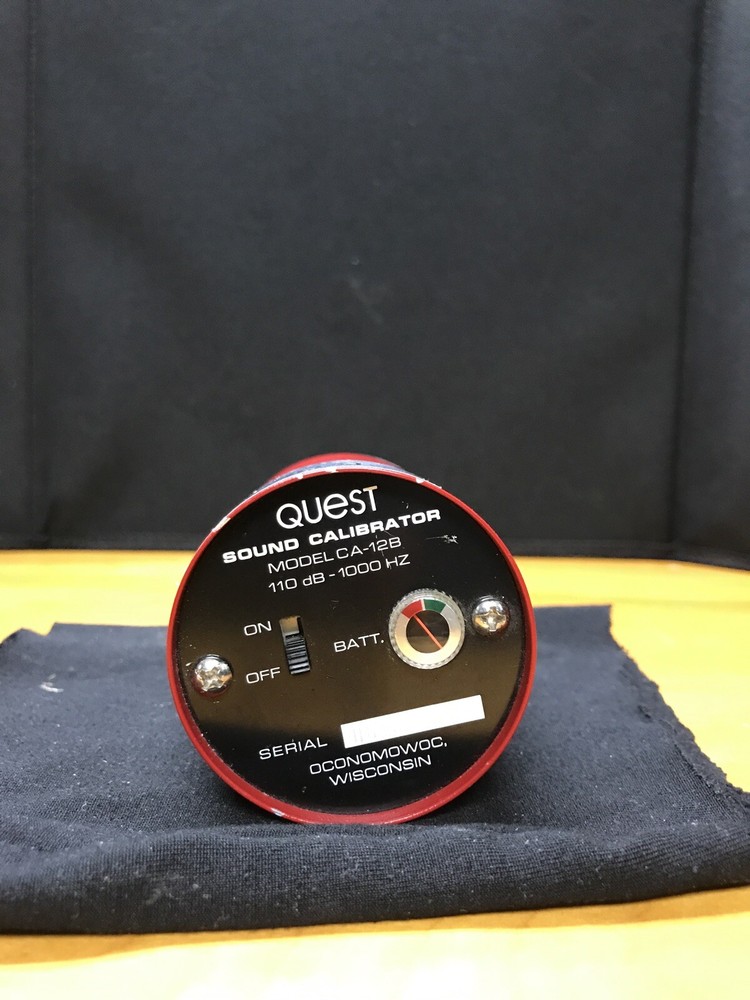 QUEST
SOUND CALIBRATOR
MODEL CA-12B
110 dB - 1000 HZ
ON
BATT.
OFF
SERIAL
OCONOMOWOC,
WISCONSIN